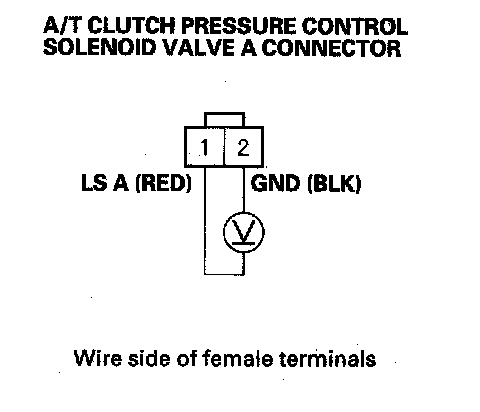 A/T CLUTCH PRESSURE CONTROL
SOLENOID VALVE A CONNECTOR
1 2
LS A (RED) GND (BLK)
V
Wire side of female terminals